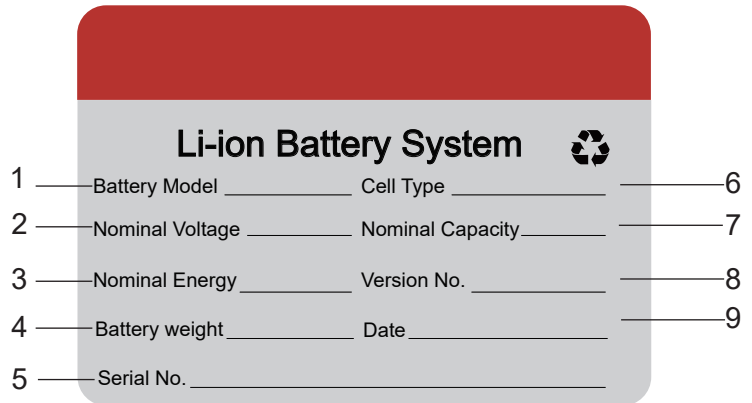 Li-ion Battery System
1 Battery Model Cell Type 6
2 Nominal Voltage Nominal Capacity 7
3 Nominal Energy Version No. 8
4 Battery weight Date 9
5 Serial No.